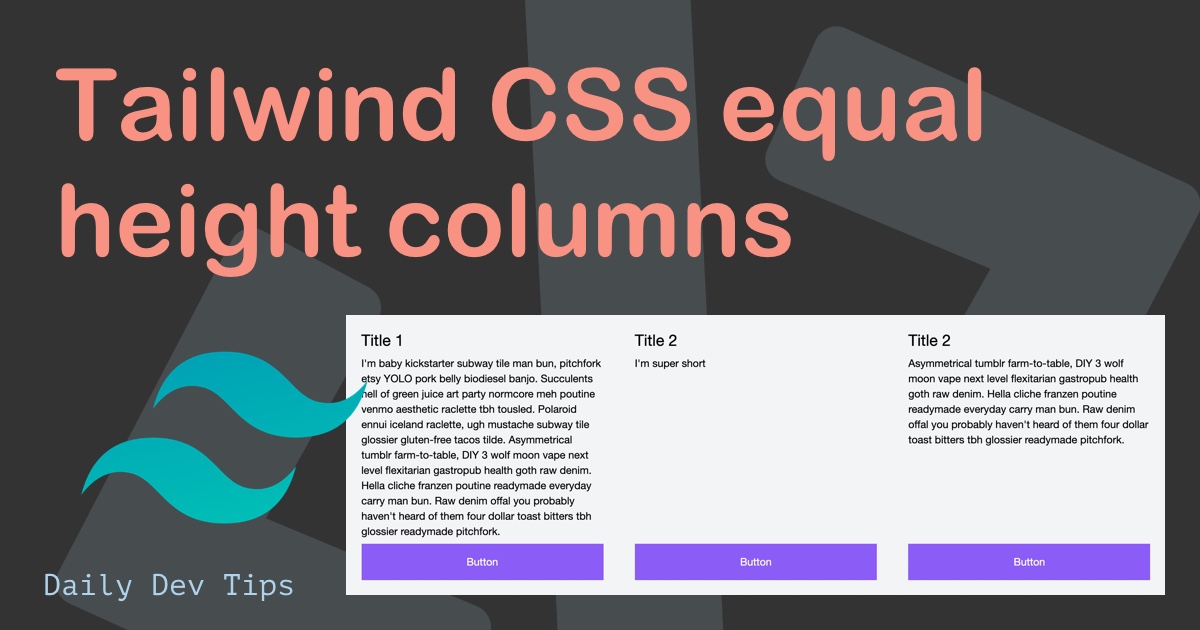 Tailwind CSS equal
height columns
Title 1
I'm baby kickstarter subway tile man bun, pitchfork
etsy YOLO pork belly biodiesel banjo. Succulents
hell of green juice art party normcore meh poutine
venmo aesthetic raclette tbh tousled. Polaroid
ennui iceland raclette, ugh mustache subway tile
glossier gluten-free tacos tilde. Asymmetrical
tumblr farm-to-table, DIY 3 wolf moon vape next
level flexitarian gastropub health goth raw denim.
Hella cliche franzen poutine readymade everyday
carry man bun. Raw denim offal you probably
haven't heard of them four dollar toast bitters tbh
glossier readymade pitchfork.
Button
Title 2
I'm super short
Button
Title 2
Asymmetrical tumblr farm-to-table, DIY 3 wolf
moon vape next level flexitarian gastropub health
goth raw denim. Hella cliche franzen poutine
readymade everyday carry man bun. Raw denim
offal you probably haven't heard of them four dollar
toast bitters tbh glossier readymade pitchfork.
Button
Daily Dev Tips